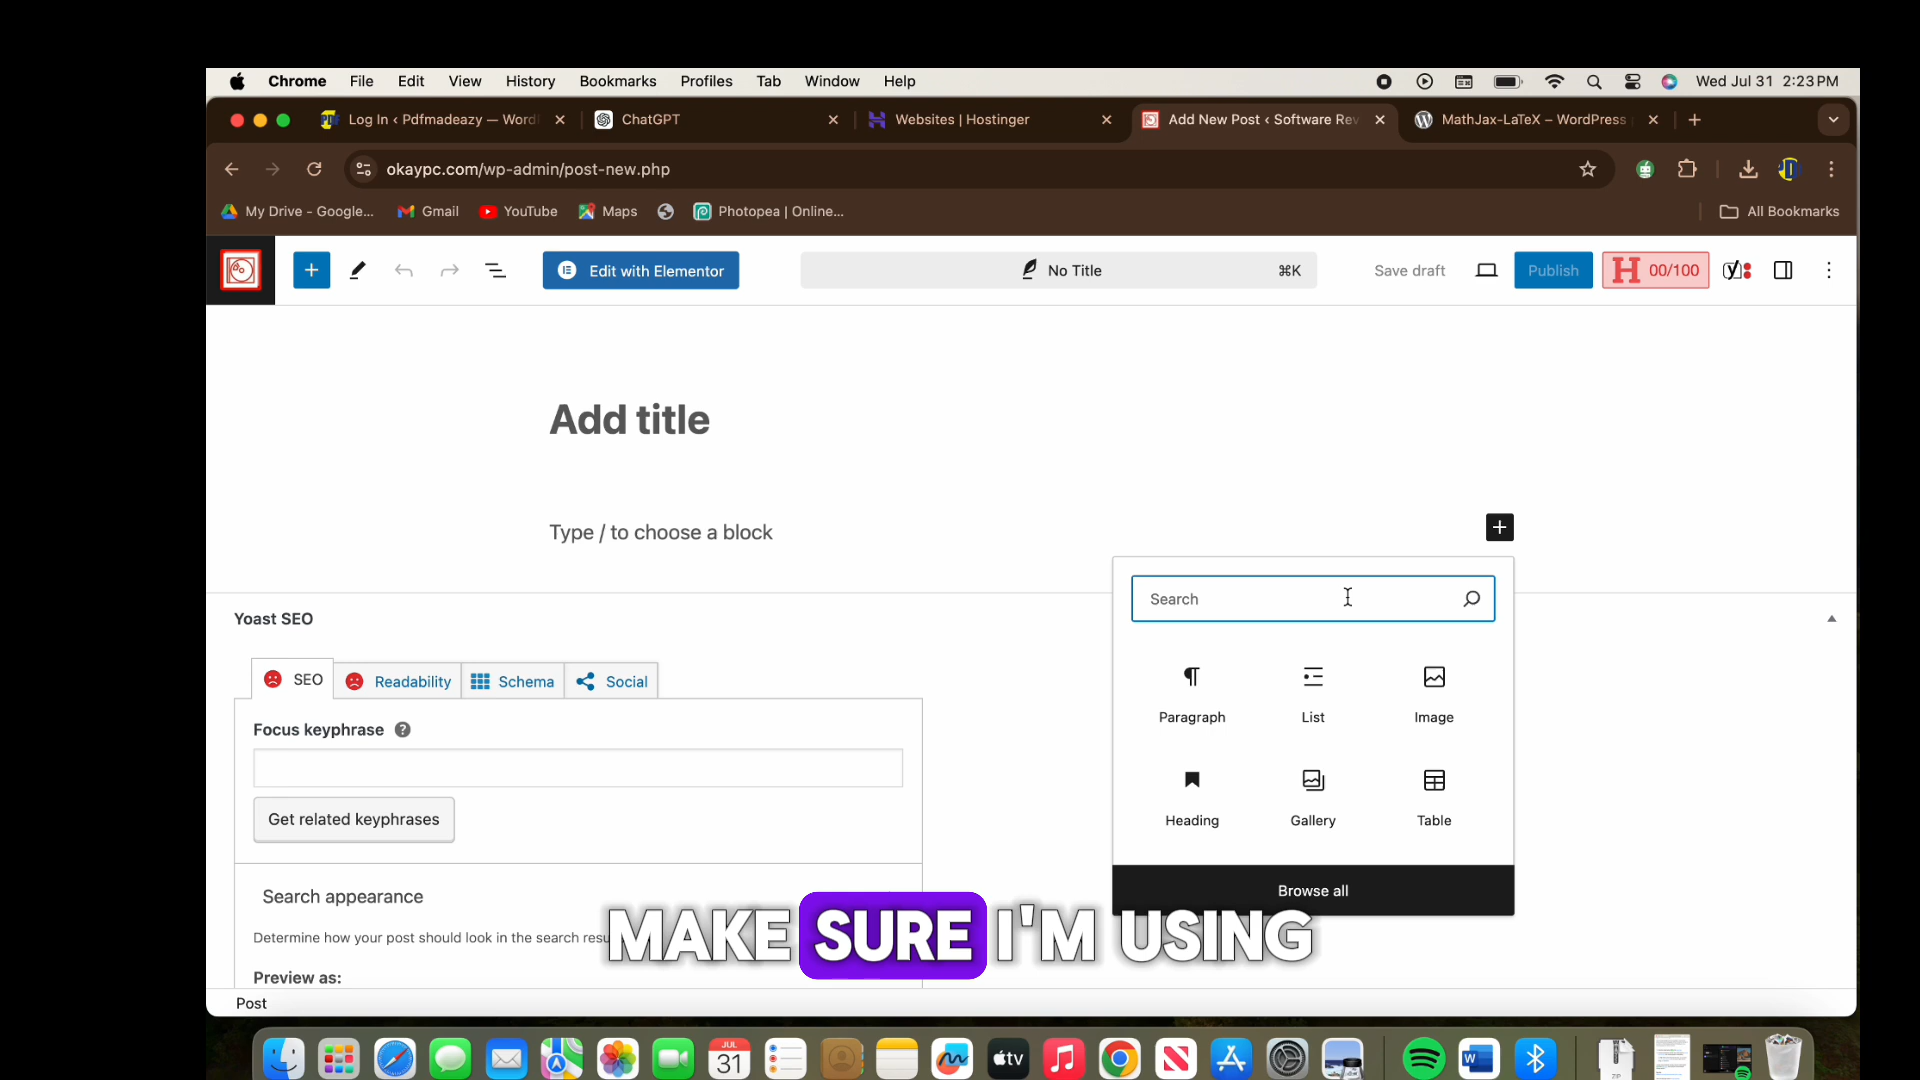 Chrome File Edit View History Bookmarks Profiles Tab Window Help Wed Jul 31 2:23 PM
Log In ‹ Pdfmadeazy — Word ChatGPT Websites | Hostinger Add New Post ‹ Software Rev MathJax-LaTeX – WordPress
okaypc.com/wp-admin/post-new.php
My Drive - Google... Gmail YouTube Maps Photopea | Online... All Bookmarks
Edit with Elementor No Title ⌘K Save draft Publish H 00/100
Add title
Type / to choose a block
Search
Yoast SEO
SEO Readability Schema Social
Paragraph List Image
Focus keyphrase ?
Get related keyphrases
Heading Gallery Table
Browse all
Search appearance
Determine how your post should look in the search resu
MAKE SURE I'M USING
Preview as:
Post
JUL
31
tv
W
ZIP